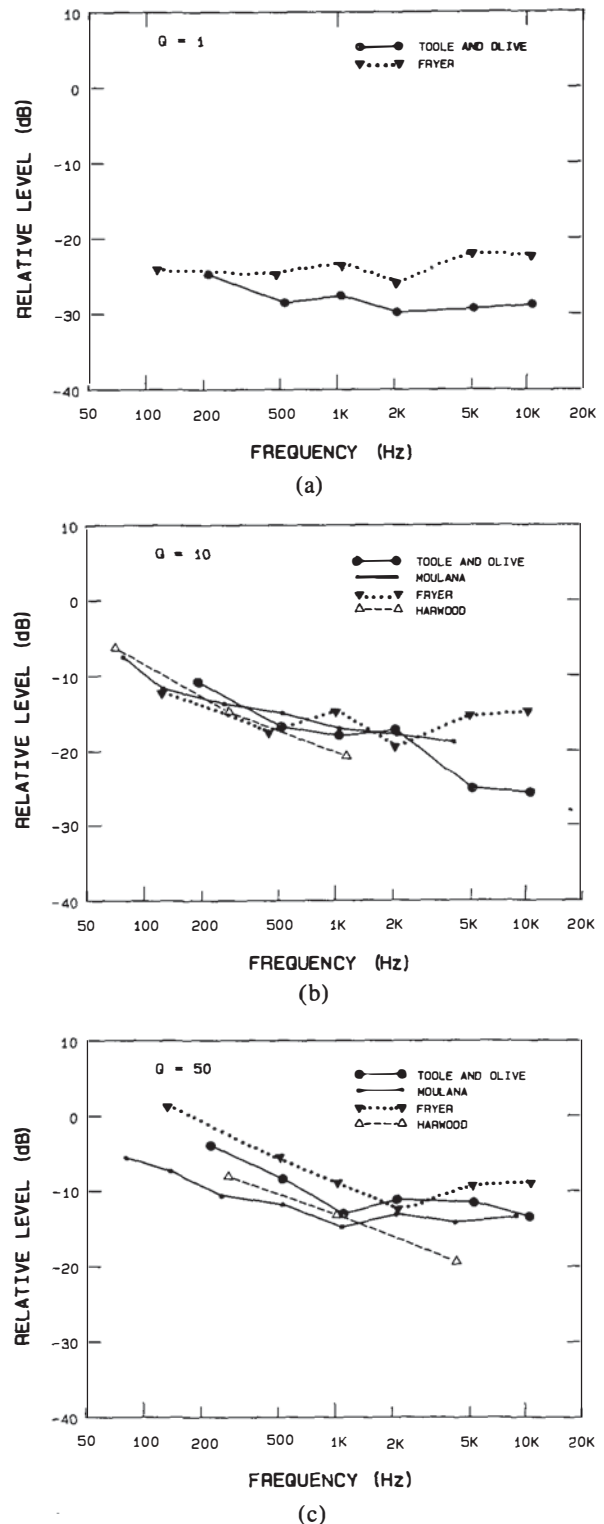 10
Q = 1
TOOLE AND OLIVE
FRYER
0
-10
-20
-30
-40
RELATIVE LEVEL (dB)
50 100 200 500 1K 2K 5K 10K 20K
FREQUENCY (Hz)
(a)
10
Q = 10
TOOLE AND OLIVE
MOULANA
FRYER
HARWOOD
0
-10
-20
-30
-40
RELATIVE LEVEL (dB)
50 100 200 500 1K 2K 5K 10K 20K
FREQUENCY (Hz)
(b)
10
Q = 50
TOOLE AND OLIVE
MOULANA
FRYER
HARWOOD
0
-10
-20
-30
-40
RELATIVE LEVEL (dB)
50 100 200 500 1K 2K 5K 10K 20K
FREQUENCY (Hz)
(c)